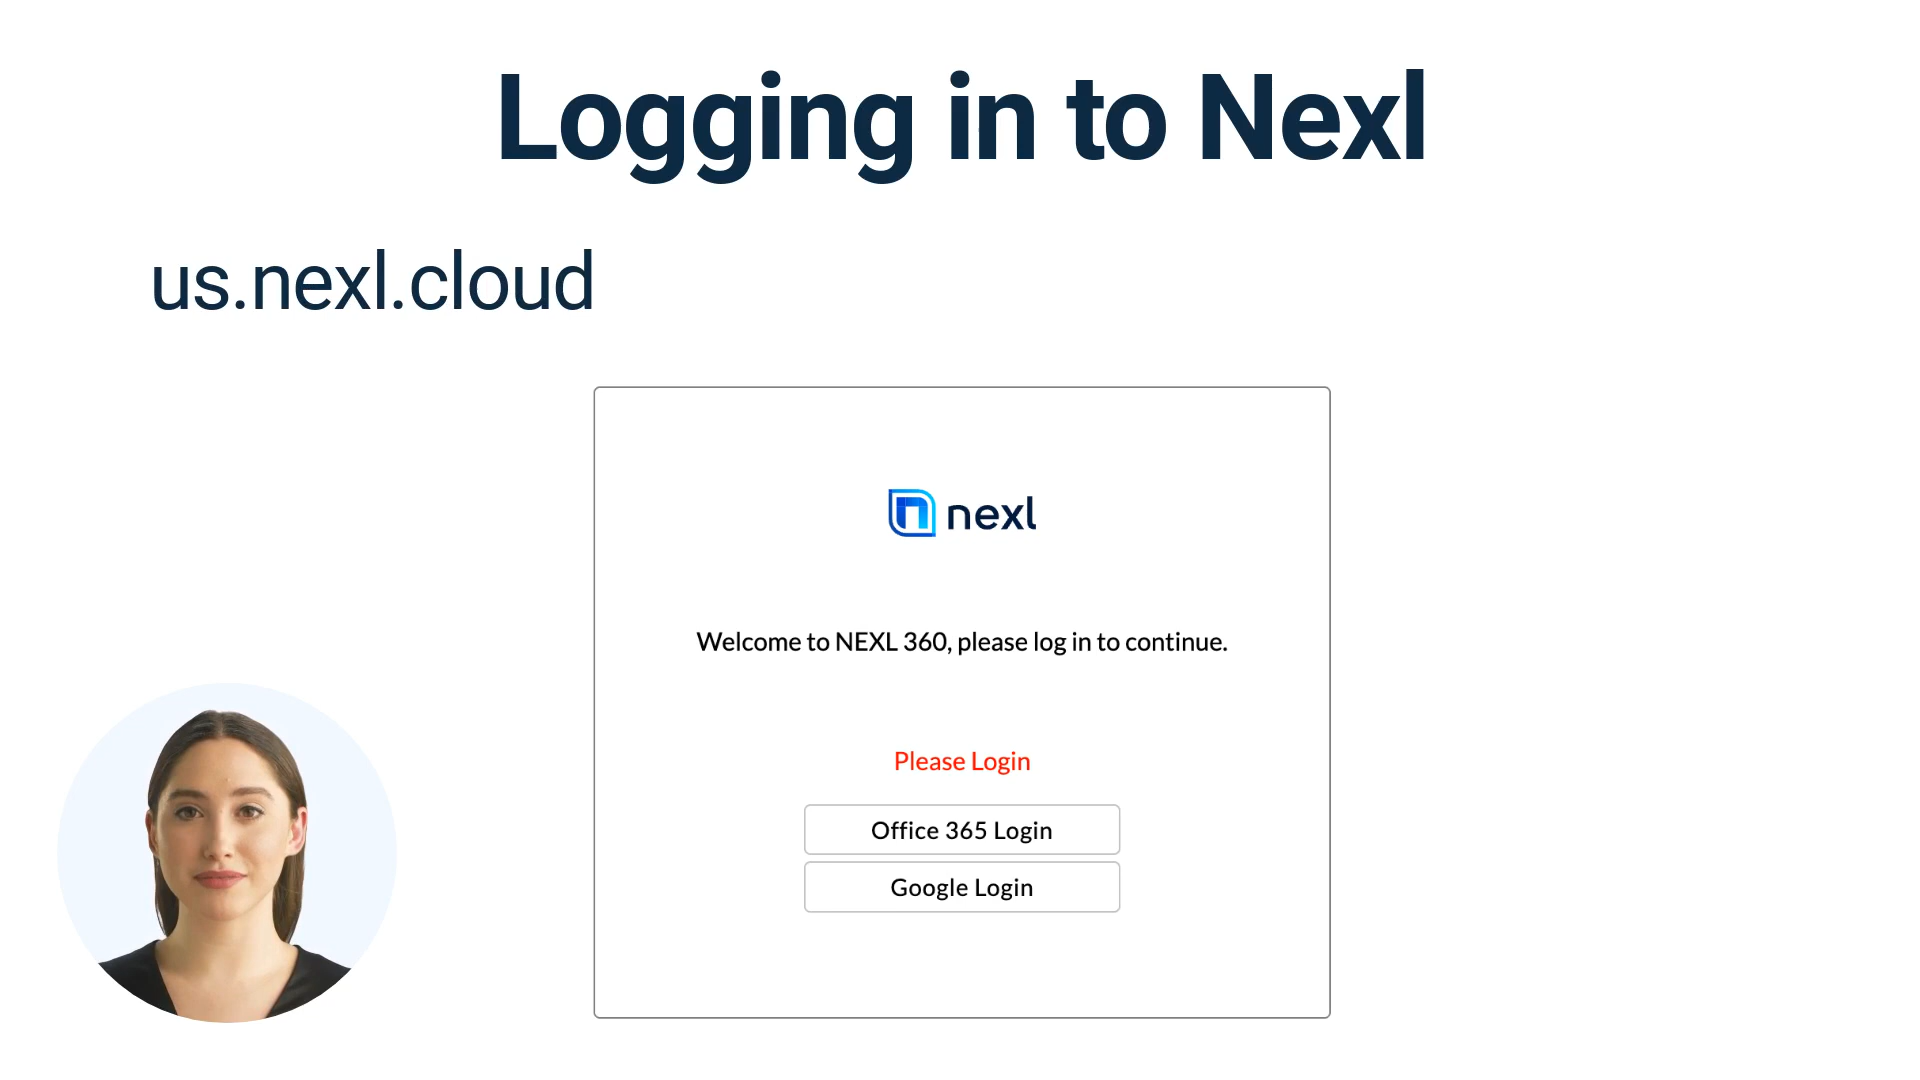 Logging in to Nexl
us.nexl.cloud
nexl
Welcome to NEXL 360, please log in to continue.
Please Login
Office 365 Login
Google Login